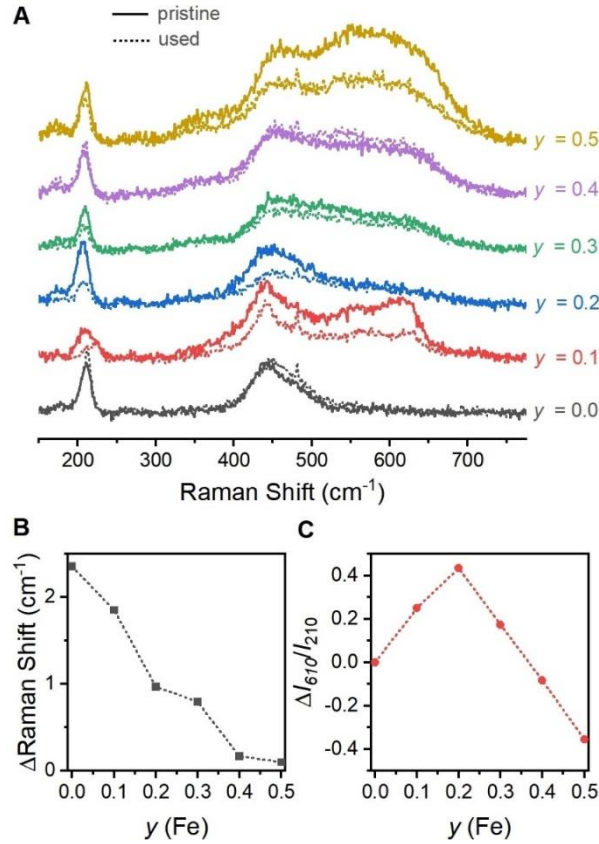 A
pristine
used
y = 0.5
y = 0.4
y = 0.3
y = 0.2
y = 0.1
y = 0.0
200 300 400 500 600 700
Raman Shift (cm⁻¹)
B
ΔRaman Shift (cm⁻¹)
2
1
0
0.0 0.1 0.2 0.3 0.4 0.5
y (Fe)
C
ΔI₆₁₀/I₂₁₀
0.4
0.2
0.0
-0.2
-0.4
0.0 0.1 0.2 0.3 0.4 0.5
y (Fe)